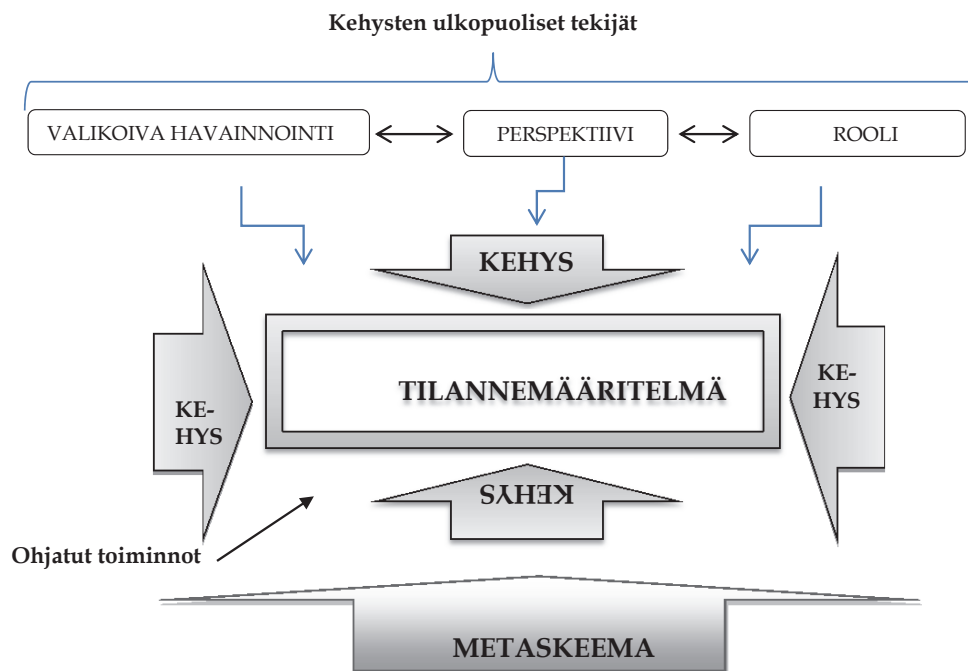 Kehysten ulkopuoliset tekijät
VALIKOIVA HAVAINNOINTI
PERSPEKTIIVI
ROOLI
KEHYS
KE-
HYS
TILANNEMÄÄRITELMÄ
KE-
HYS
KEHYS
Ohjatut toiminnot
METASKEEMA